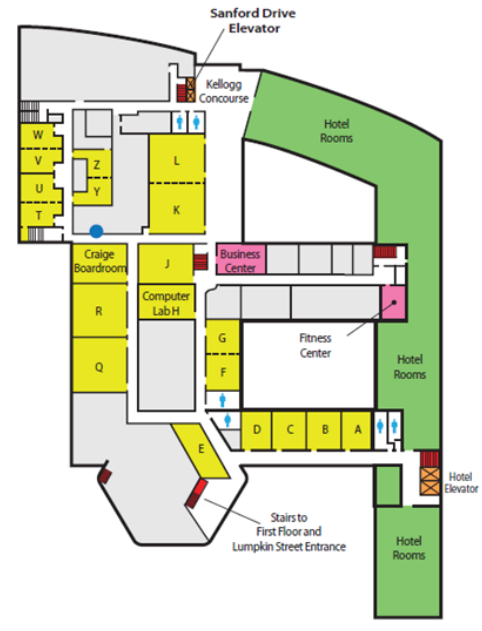 Sanford Drive
Elevator
Kellogg
Concourse
Hotel
Rooms
W
V
U
T
Z
Y
L
K
Craige
Boardroom
J
Business
Center
Computer
Lab H
R
Q
G
F
Fitness
Center
Hotel
Rooms
D
C
B
A
E
Hotel
Elevator
Stairs to
First Floor and
Lumpkin Street Entrance
Hotel
Rooms